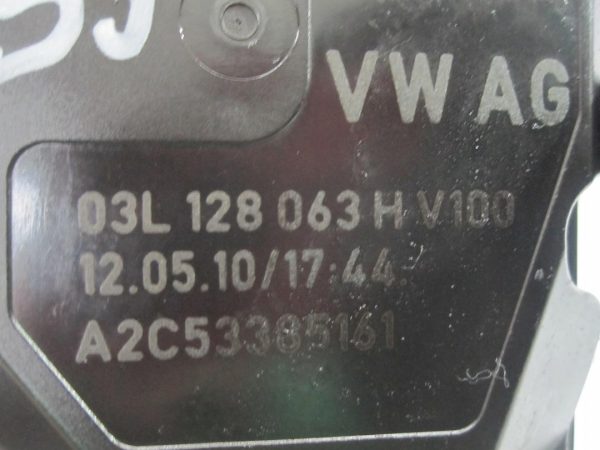 VW AG
03L 128 063 H V100
12.05.10/17:44
A2C53385161